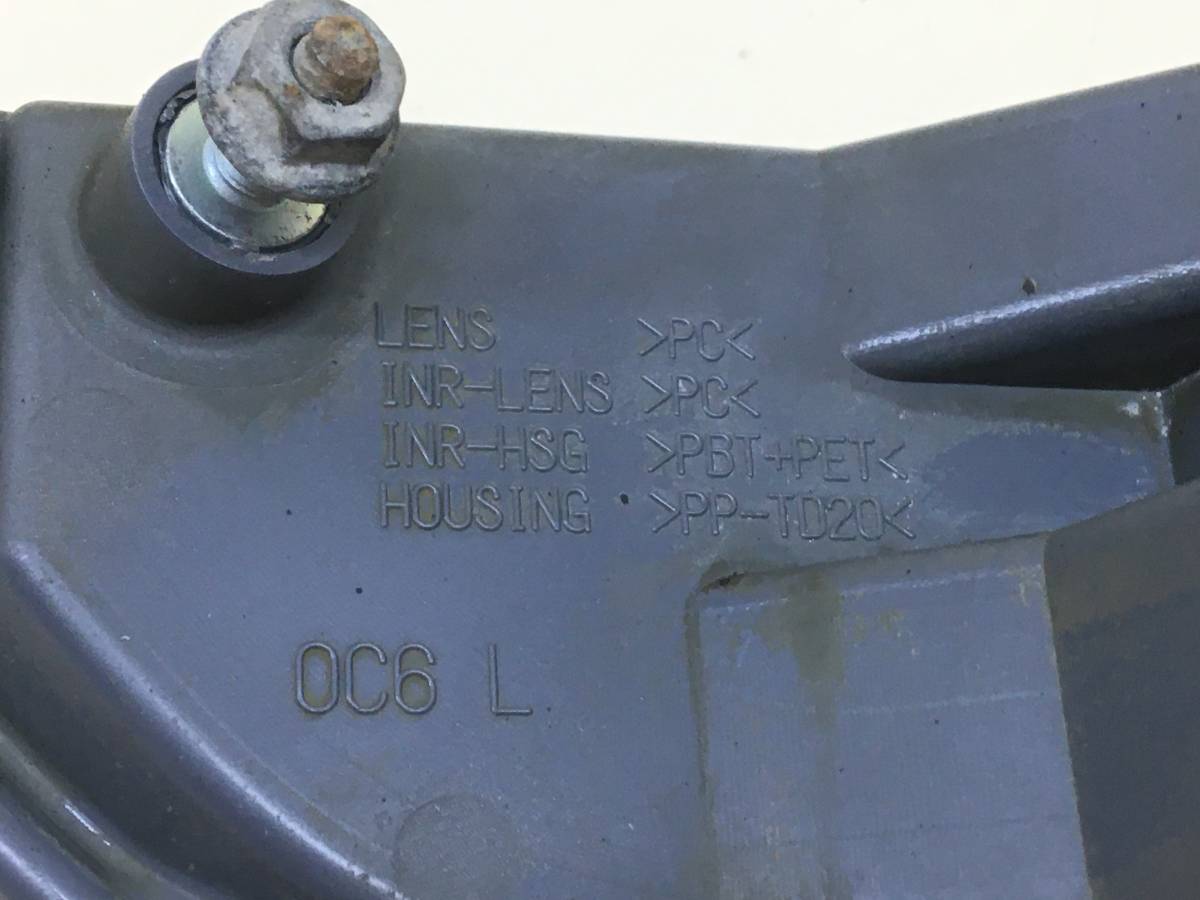 LENS >PC<
INR-LENS >PC<
INR-HSG >PBT+PET<
HOUSING >PP-TD20<
0C6 L